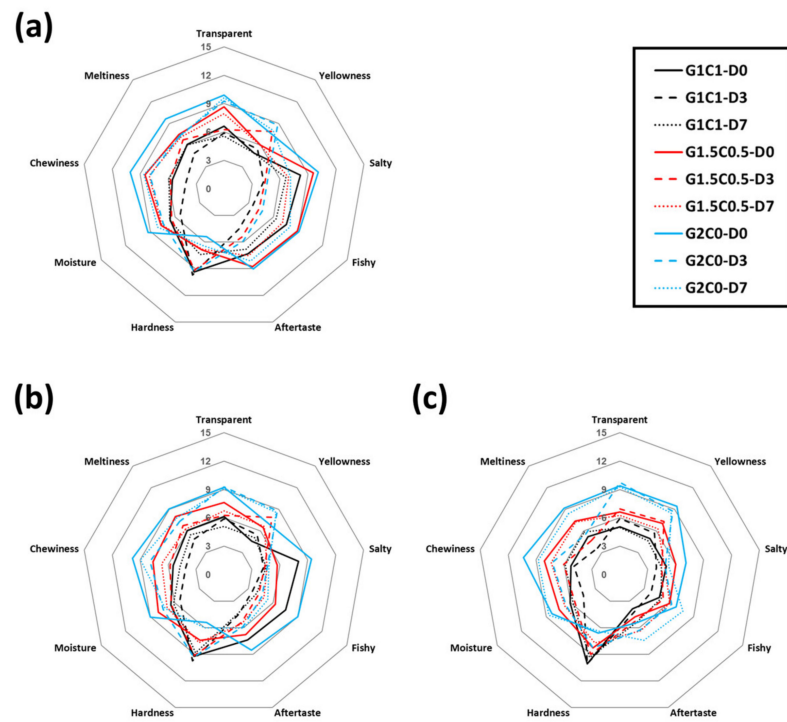 (a)
Transparent
15
12
9
6
3
0
Yellowness
Salty
Fishy
Aftertaste
Hardness
Moisture
Chewiness
Meltiness
G1C1-D0
G1C1-D3
G1C1-D7
G1.5C0.5-D0
G1.5C0.5-D3
G1.5C0.5-D7
G2C0-D0
G2C0-D3
G2C0-D7
(b)
Transparent
15
12
9
6
3
0
Yellowness
Salty
Fishy
Aftertaste
Hardness
Moisture
Chewiness
Meltiness
(c)
Transparent
15
12
9
6
3
0
Yellowness
Salty
Fishy
Aftertaste
Hardness
Moisture
Chewiness
Meltiness